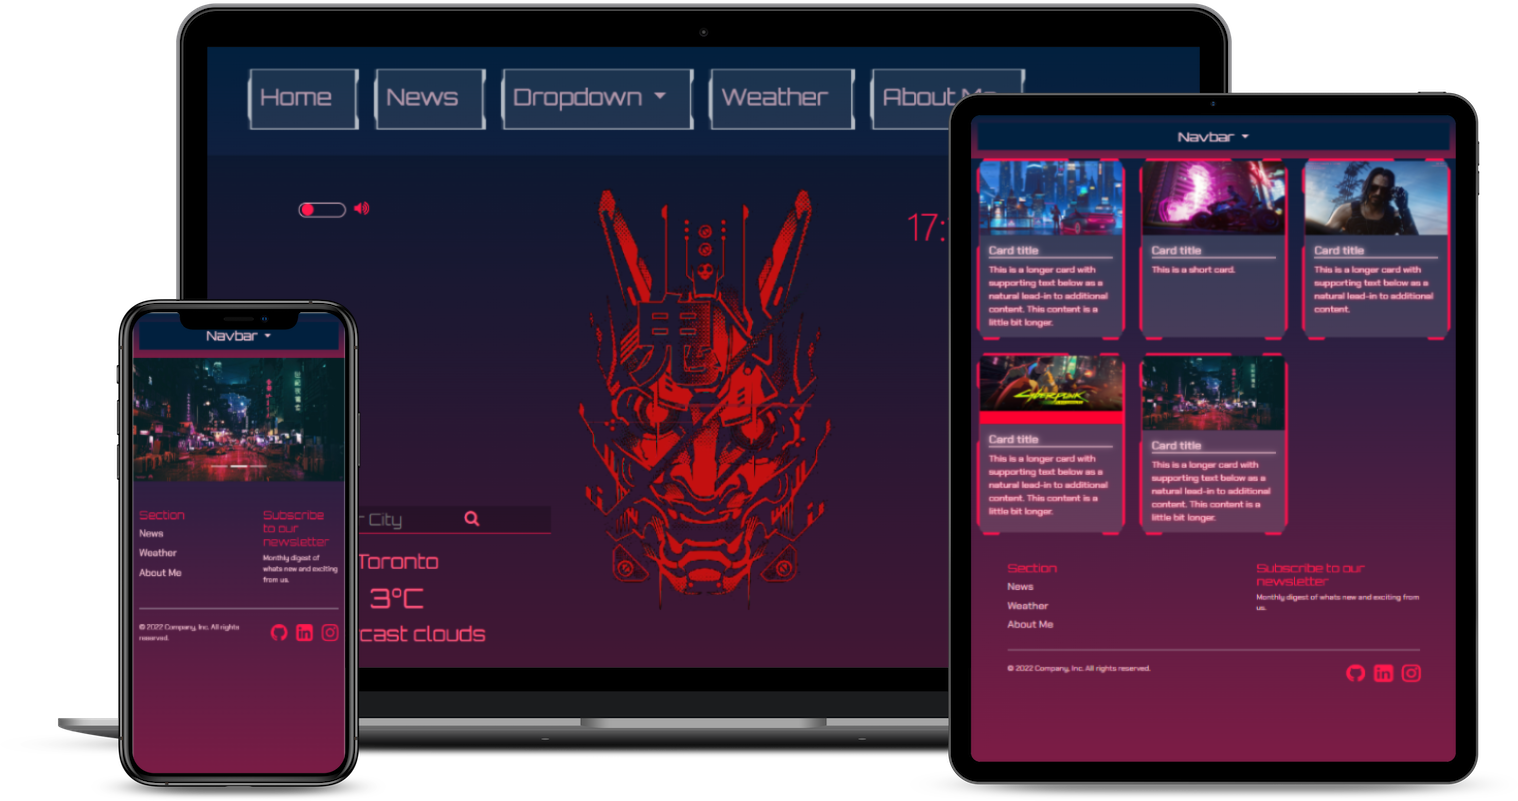 Home
News
Dropdown
Weather
About Me
17:
鬼
City
Toronto
3°C
cast clouds
Navbar
Section
News
Weather
About Me
Subscribe
to our
newsletter
Monthly digest of
whats new and exciting
from us.
© 2022 Company, Inc. All rights
reserved.
Navbar
Card title
This is a longer card with
supporting text below as a
natural lead-in to additional
content. This content is a
little bit longer.
Card title
This is a short card.
Card title
This is a longer card with
supporting text below as a
natural lead-in to additional
content.
Cyberpunk
Card title
This is a longer card with
supporting text below as a
natural lead-in to additional
content. This content is a
little bit longer.
Card title
This is a longer card with
supporting text below as a
natural lead-in to additional
content. This content is a
little bit longer.
Section
News
Weather
About Me
Subscribe to our
newsletter
Monthly digest of whats new and exciting from
us.
© 2022 Company, Inc. All rights reserved.